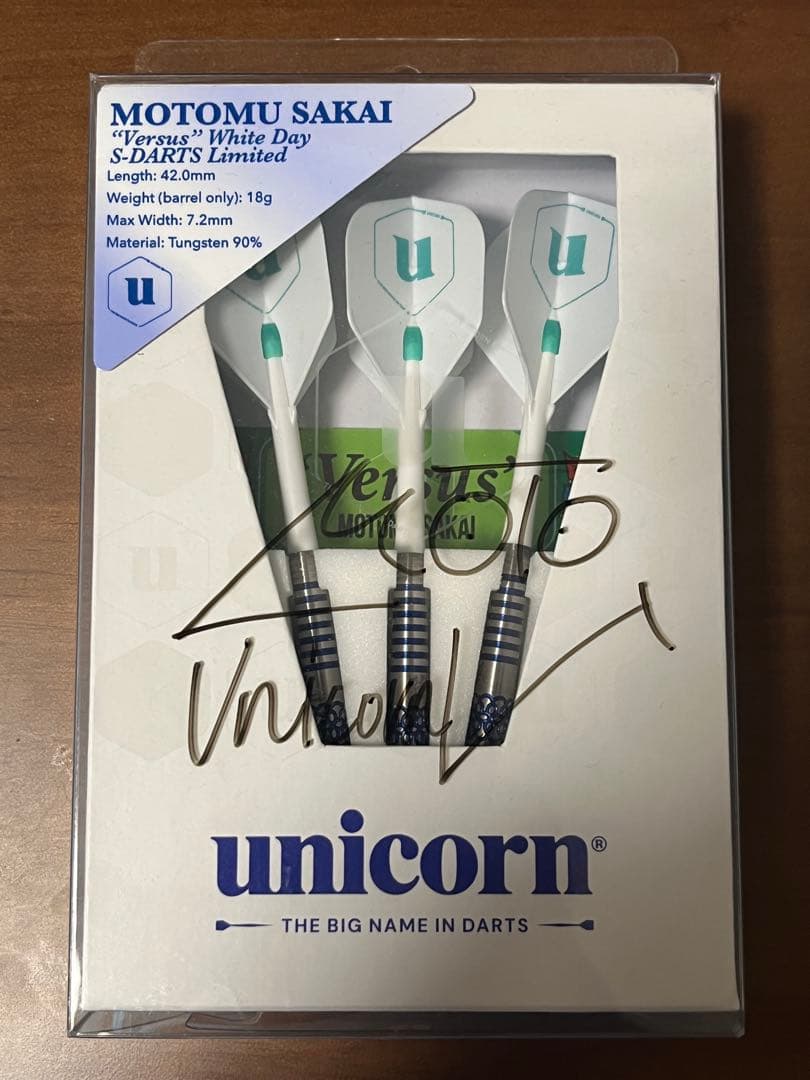 MOTOMU SAKAI
“Versus” White Day
S-DARTS Limited
Length: 42.0mm
Weight (barrel only): 18g
Max Width: 7.2mm
Material: Tungsten 90%
u
u
u
u
"Versus"
MOTOMU SAKAI
Unicorn
unicorn®
THE BIG NAME IN DARTS